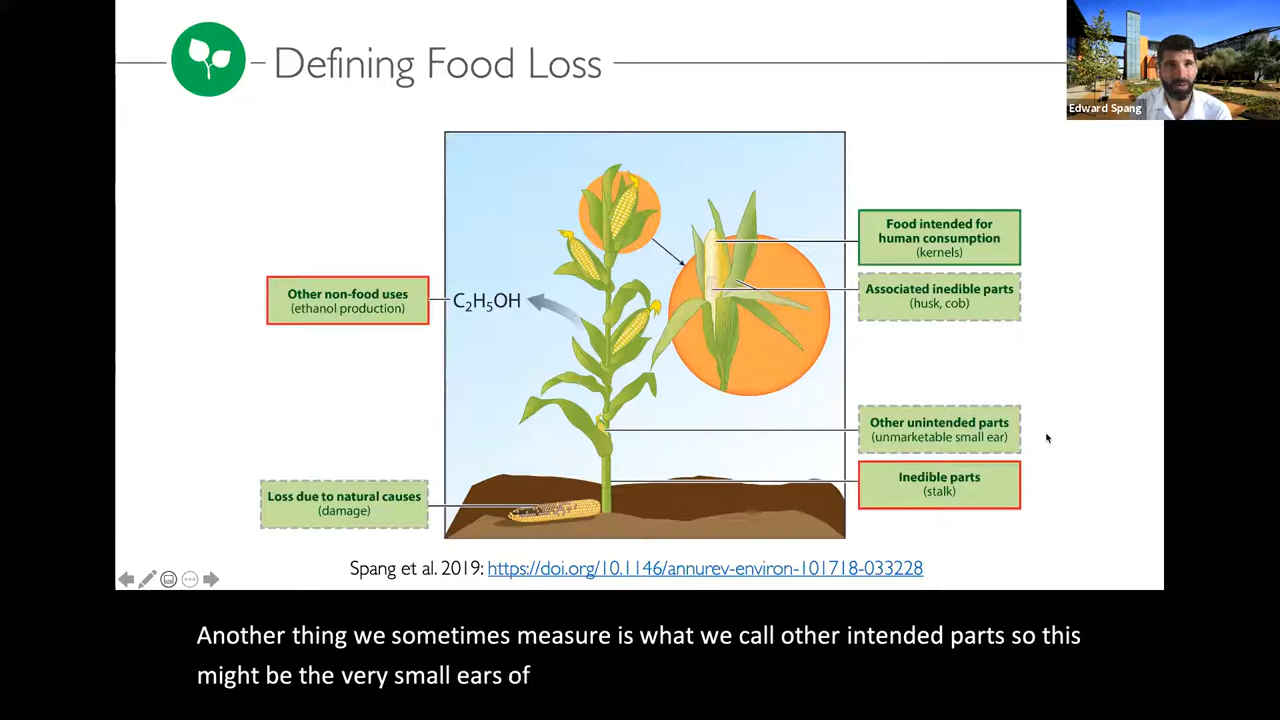 Defining Food Loss
Edward Spang
Food intended for
human consumption
(kernels)
Associated inedible parts
(husk, cob)
Other non-food uses
(ethanol production)
C₂H₅OH
Other unintended parts
(unmarketable small ear)
Inedible parts
(stalk)
Loss due to natural causes
(damage)
Spang et al. 2019: https://doi.org/10.1146/annurev-environ-101718-033228
Another thing we sometimes measure is what we call other intended parts so this
might be the very small ears of